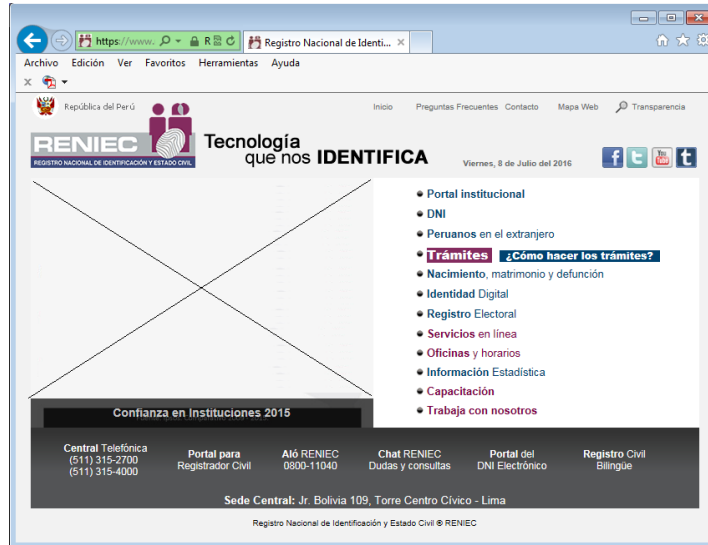 https://www.
Registro Nacional de Identi...
Archivo Edición Ver Favoritos Herramientas Ayuda
República del Perú
Inicio Preguntas Frecuentes Contacto Mapa Web Transparencia
RENIEC
REGISTRO NACIONAL DE IDENTIFICACIÓN Y ESTADO CIVIL
Tecnología
que nos IDENTIFICA
Viernes, 8 de Julio del 2016
Portal institucional
DNI
Peruanos en el extranjero
Trámites ¿Cómo hacer los trámites?
Nacimiento, matrimonio y defunción
Identidad Digital
Registro Electoral
Servicios en línea
Oficinas y horarios
Información Estadística
Capacitación
Trabaja con nosotros
Confianza en Instituciones 2015
Central Telefónica
(511) 315-2700
(511) 315-4000
Portal para
Registrador Civil
Aló RENIEC
0800-11040
Chat RENIEC
Dudas y consultas
Portal del
DNI Electrónico
Registro Civil
Bilingüe
Sede Central: Jr. Bolivia 109, Torre Centro Cívico - Lima
Registro Nacional de Identificación y Estado Civil ® RENIEC